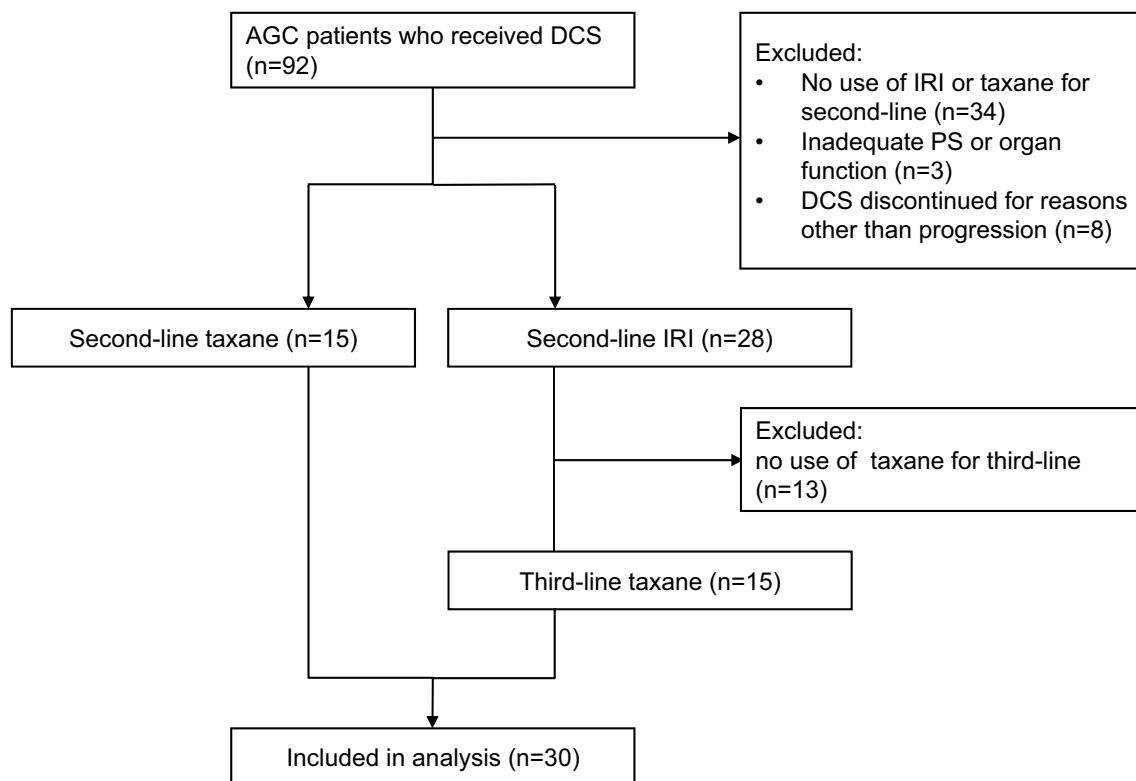 AGC patients who received DCS
(n=92)
Excluded:
• No use of IRI or taxane for
second-line (n=34)
• Inadequate PS or organ
function (n=3)
• DCS discontinued for reasons
other than progression (n=8)
Second-line taxane (n=15)
Second-line IRI (n=28)
Excluded:
no use of  taxane for third-line
(n=13)
Third-line taxane (n=15)
Included in analysis (n=30)